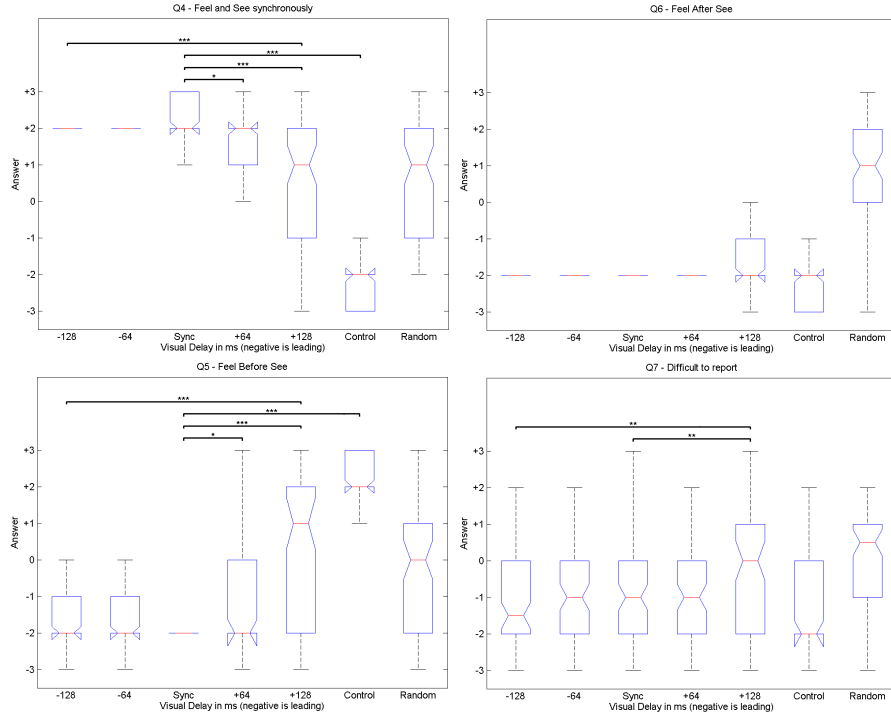 Q4 - Feel and See synchronously
***
***
***
*
+3
+2
+1
0
-1
-2
-3
Answer
-128 -64 Sync +64 +128 Control Random
Visual Delay in ms (negative is leading)
Q6 - Feel After See
+3
+2
+1
0
-1
-2
-3
Answer
-128 -64 Sync +64 +128 Control Random
Visual Delay in ms (negative is leading)
Q5 - Feel Before See
***
***
***
*
+3
+2
+1
0
-1
-2
-3
Answer
-128 -64 Sync +64 +128 Control Random
Visual Delay in ms (negative is leading)
Q7 - Difficult to report
**
**
+3
+2
+1
0
-1
-2
-3
Answer
-128 -64 Sync +64 +128 Control Random
Visual Delay in ms (negative is leading)